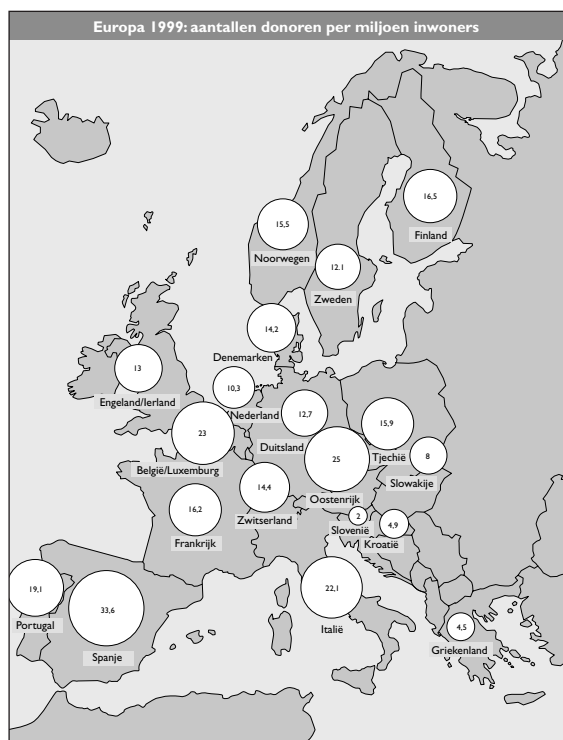 Europa 1999: aantallen donoren per miljoen inwoners
16,5
Finland
15,5
Noorwegen
12.1
Zweden
14,2
Denemarken
13
Engeland/Ierland
10,3
Nederland
12,7
Duitsland
15,9
Tjechië
23
België/Luxemburg
25
Oostenrijk
8
Slowakije
14,4
Zwitserland
16,2
Frankrijk
2
Slovenië
4,9
Kroatië
19,1
Portugal
33,6
Spanje
22,1
Italië
4,5
Griekenland